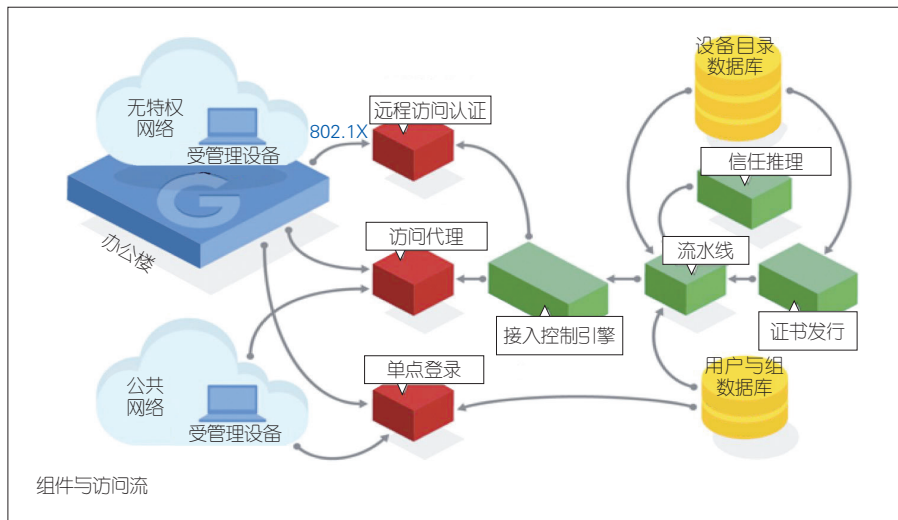 设备目录
数据库
无特权
网络
受管理设备
802.1X
远程访问认证
信任推理
G
办公楼
访问代理
流水线
接入控制引擎
证书发行
公共
网络
受管理设备
单点登录
用户与组
数据库
组件与访问流